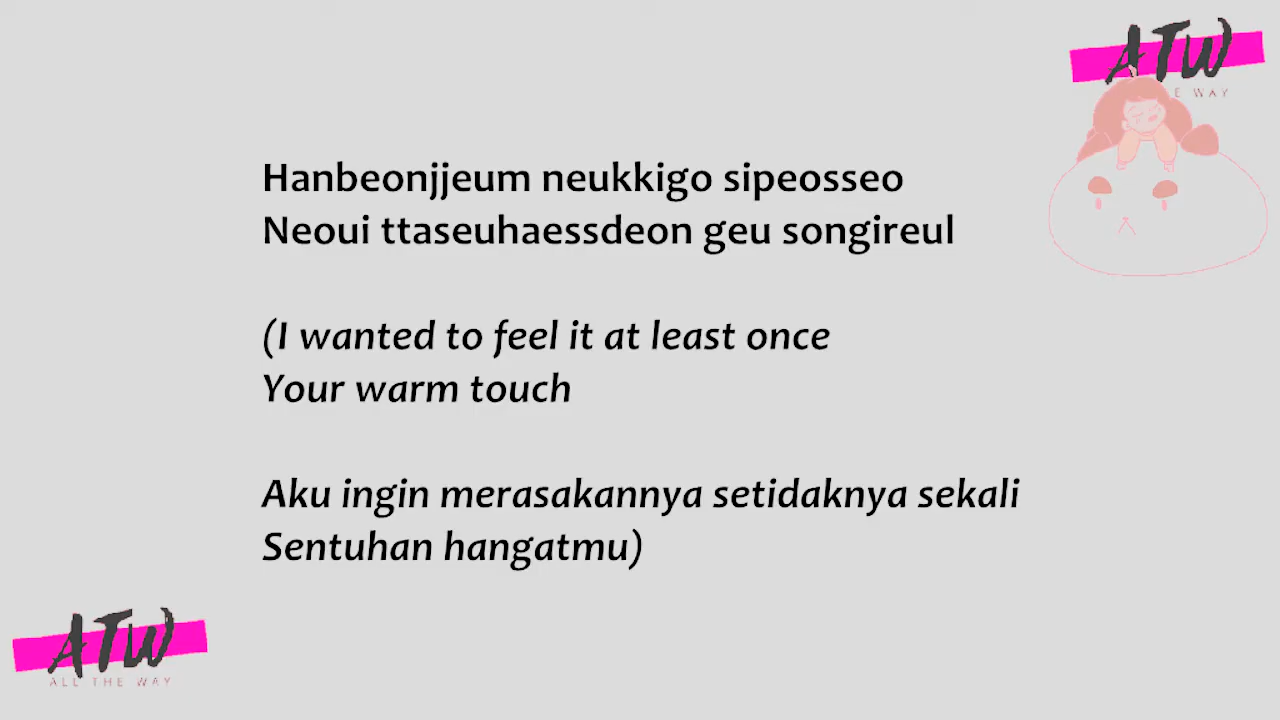 ATW
E WAY
Hanbeonjjeum neukkigo sipeosseo
Neoui ttaseuhaessdeon geu songireul
(I wanted to feel it at least once
Your warm touch
Aku ingin merasakannya setidaknya sekali
Sentuhan hangatmu)
ATW
ALL THE WAY